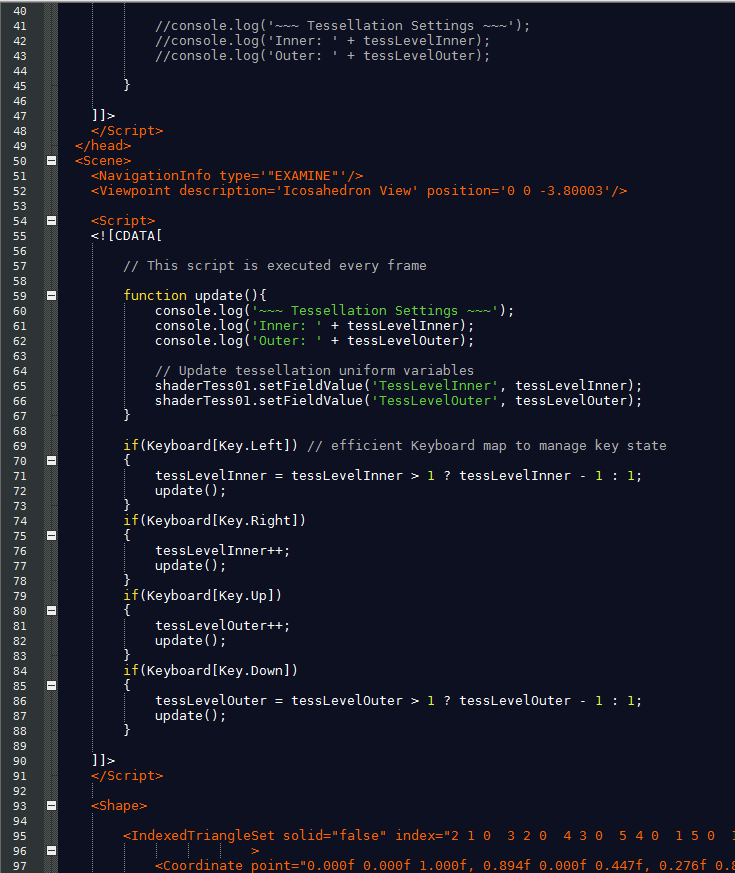 40
41 //console.log('~~~ Tessellation Settings ~~~');
42 //console.log('Inner: ' + tessLevelInner);
43 //console.log('Outer: ' + tessLevelOuter);
44
45 }
46
47 ]]>
48 </Script>
49 </head>
50 <Scene>
51 <NavigationInfo type='"EXAMINE"'/>
52 <Viewpoint description='Icosahedron View' position='0 0 -3.80003'/>
53
54 <Script>
55 <![CDATA[
56
57 // This script is executed every frame
58
59 function update(){
60 console.log('~~~ Tessellation Settings ~~~');
61 console.log('Inner: ' + tessLevelInner);
62 console.log('Outer: ' + tessLevelOuter);
63
64 // Update tessellation uniform variables
65 shaderTess01.setFieldValue('TessLevelInner', tessLevelInner);
66 shaderTess01.setFieldValue('TessLevelOuter', tessLevelOuter);
67 }
68
69 if(Keyboard[Key.Left]) // efficient Keyboard map to manage key state
70 {
71 tessLevelInner = tessLevelInner > 1 ? tessLevelInner - 1 : 1;
72 update();
73 }
74 if(Keyboard[Key.Right])
75 {
76 tessLevelInner++;
77 update();
78 }
79 if(Keyboard[Key.Up])
80 {
81 tessLevelOuter++;
82 update();
83 }
84 if(Keyboard[Key.Down])
85 {
86 tessLevelOuter = tessLevelOuter > 1 ? tessLevelOuter - 1 : 1;
87 update();
88 }
89
90 ]]>
91 </Script>
92
93 <Shape>
94
95 <IndexedTriangleSet solid="false" index="2 1 0  3 2 0  4 3 0  5 4 0  1 5 0
96 >
97 <Coordinate point="0.000f 0.000f 1.000f, 0.894f 0.000f 0.447f, 0.276f